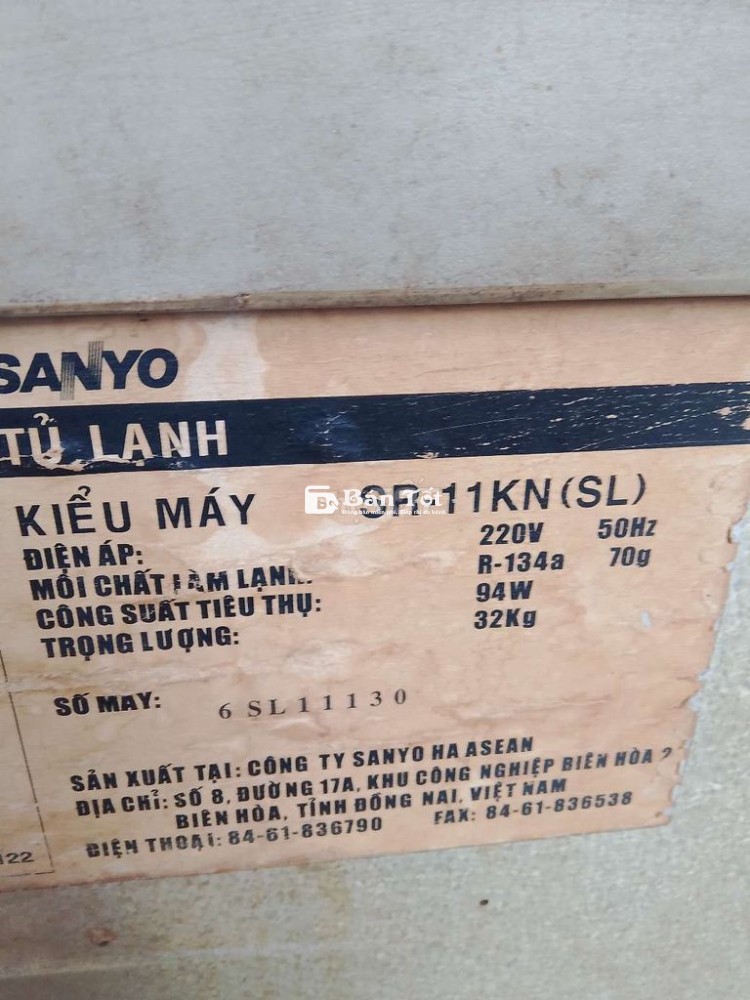 SANYO
TỦ LẠNH
KIỂU MÁY SR-11KN(SL)
ĐIỆN ÁP: 220V 50Hz
MÔI CHẤT LÀM LẠNH: R-134a 70g
CÔNG SUẤT TIÊU THỤ: 94W
TRỌNG LƯỢNG: 32Kg
SỐ MAY: 6 SL11130
SẢN XUẤT TẠI: CÔNG TY SANYO HA ASEAN
ĐỊA CHỈ: SỐ 8, ĐƯỜNG 17A, KHU CÔNG NGHIỆP BIÊN HÒA 2
BIÊN HÒA, TỈNH ĐỒNG NAI, VIỆT NAM
ĐIỆN THOẠI: 84-61-836790 FAX: 84-61-836538
122
Bán Tốt